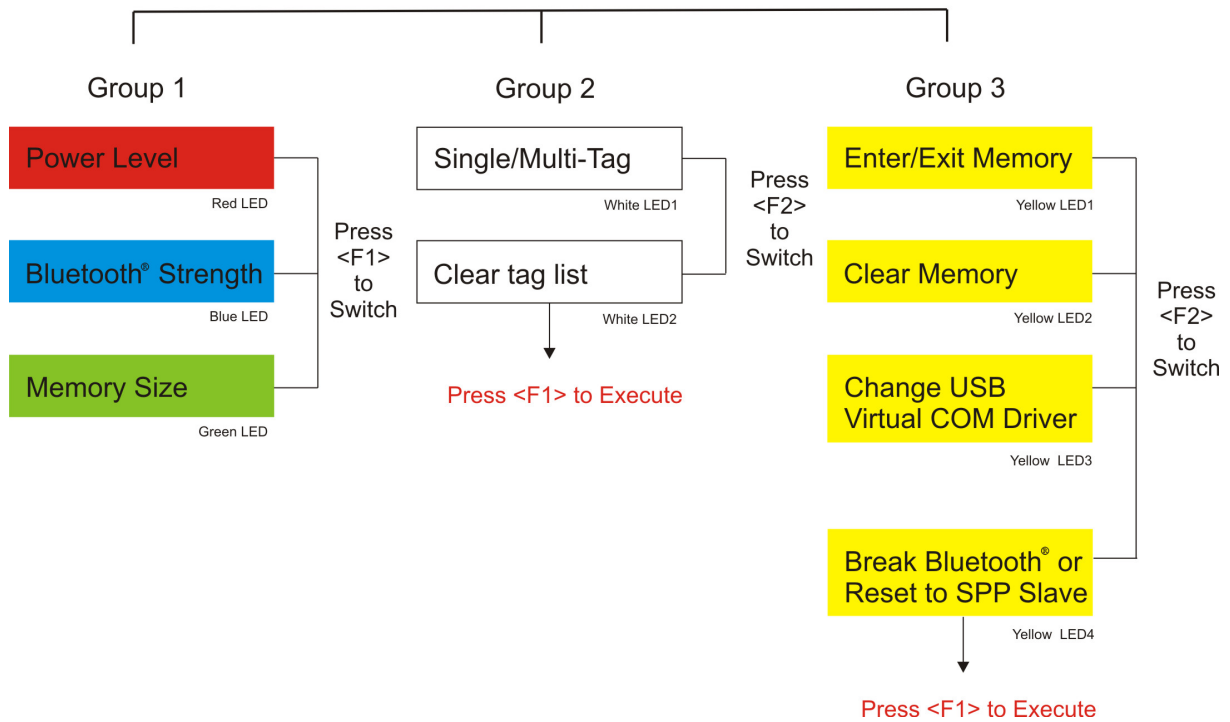 Group 1
Power Level
Red LED
Bluetooth® Strength
Blue LED
Memory Size
Green LED
Press
<F1>
to
Switch
Group 2
Single/Multi-Tag
White LED1
Clear tag list
White LED2
Press <F1> to Execute
Press
<F2>
to
Switch
Group 3
Enter/Exit Memory
Yellow LED1
Clear Memory
Yellow LED2
Change USB
Virtual COM Driver
Yellow LED3
Break Bluetooth® or
Reset to SPP Slave
Yellow LED4
Press <F1> to Execute
Press
<F2>
to
Switch